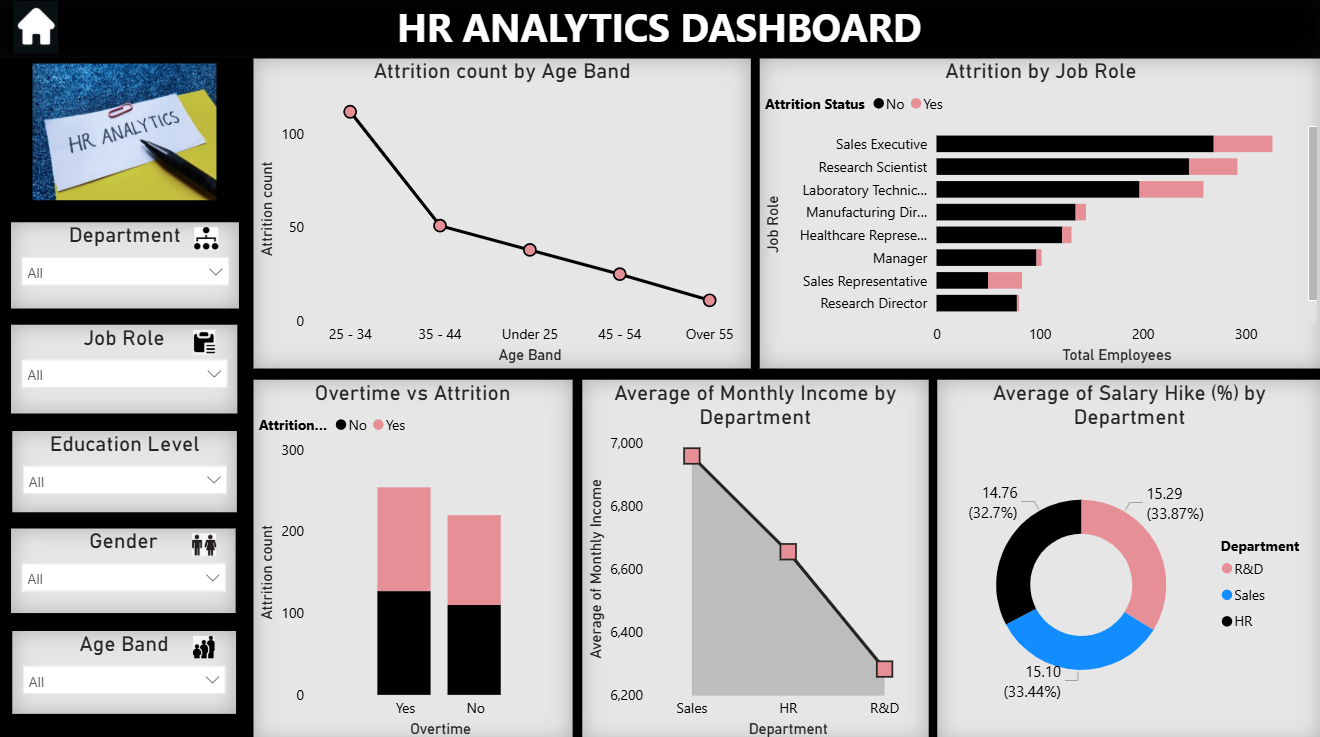 HR ANALYTICS DASHBOARD
HR ANALYTICS
Department
All
Job Role
All
Education Level
All
Gender
All
Age Band
All
Attrition count by Age Band
Attrition count
100
50
0
25 - 34
35 - 44
Under 25
45 - 54
Over 55
Age Band
Attrition by Job Role
Attrition Status No Yes
Job Role
Sales Executive
Research Scientist
Laboratory Technic...
Manufacturing Dir...
Healthcare Represe...
Manager
Sales Representative
Research Director
0 100 200 300
Total Employees
Overtime vs Attrition
Attrition... No Yes
Attrition count
300
200
100
0
Yes No
Overtime
Average of Monthly Income by
Department
Average of Monthly Income
7,000
6,800
6,600
6,400
6,200
Sales HR R&D
Department
Average of Salary Hike (%) by
Department
14.76
(32.7%)
15.29
(33.87%)
15.10
(33.44%)
Department
R&D
Sales
HR